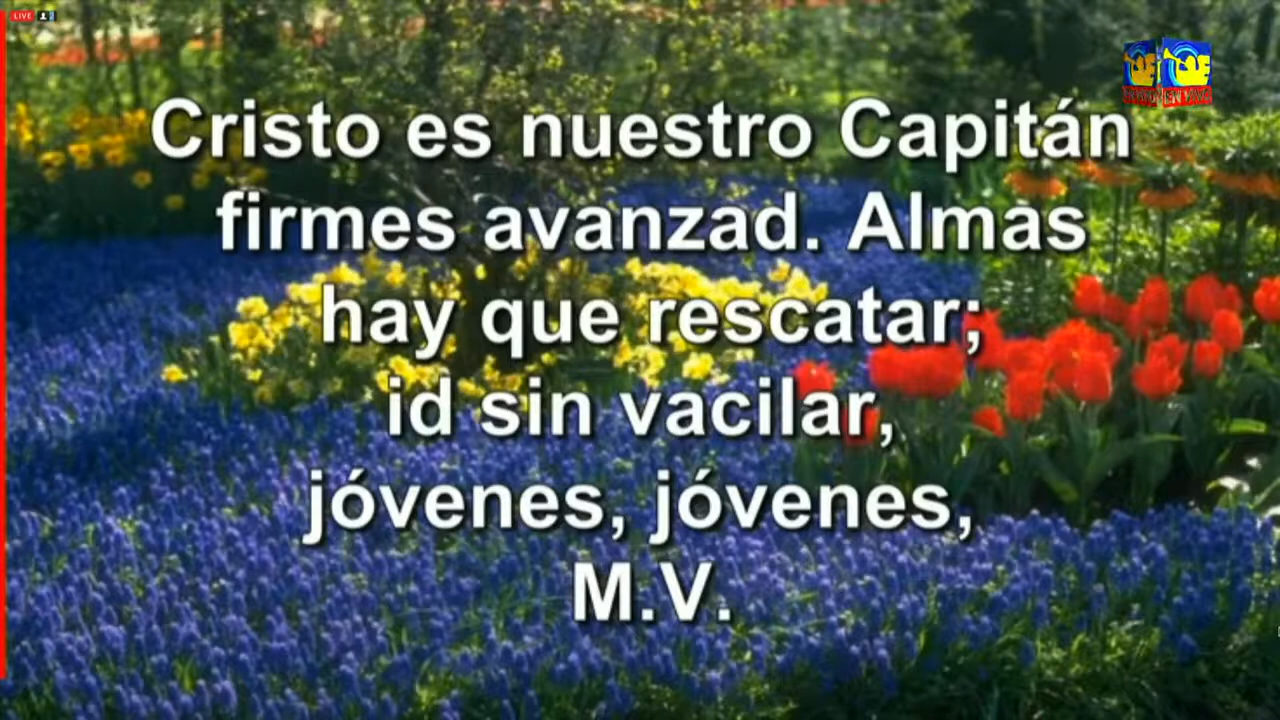 LIVE
Cristo es nuestro Capitán
firmes avanzad. Almas
hay que rescatar;
id sin vacilar,
jóvenes, jóvenes,
M.V.